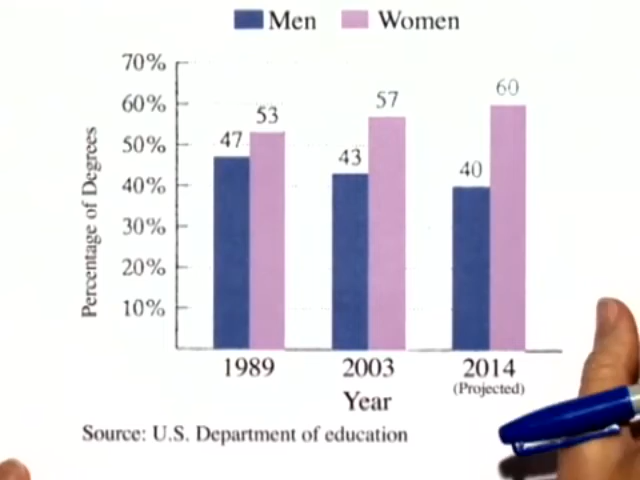 Men Women
70%
60%
50%
40%
30%
20%
10%
Percentage of Degrees
47 53
43 57
40 60
1989 2003 2014
(Projected)
Year
Source: U.S. Department of education